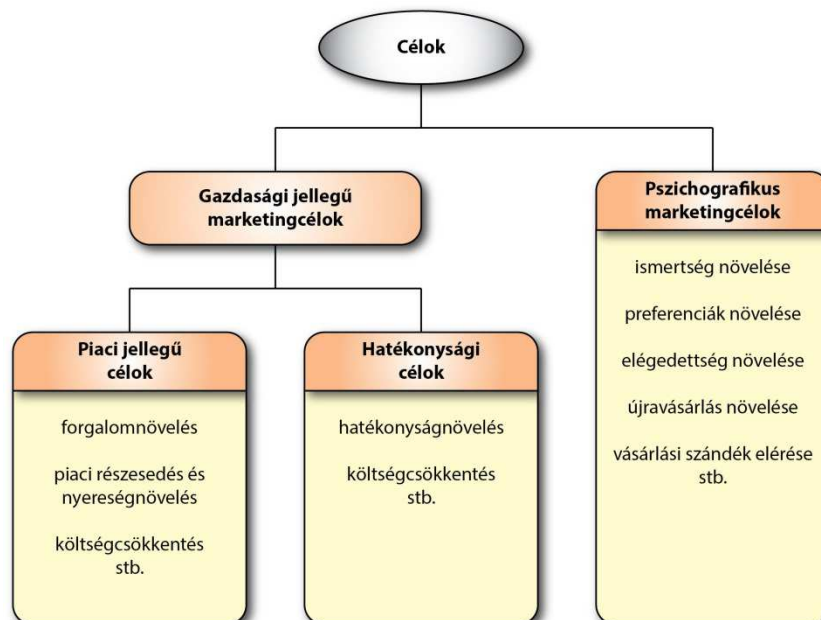 Célok
Gazdasági jellegű
marketingcélok
Pszichografikus
marketingcélok
ismertség növelése
preferenciák növelése
elégedettség növelése
újravásárlás növelése
vásárlási szándék elérése
stb.
Piaci jellegű
célok
forgalomnövelés
piaci részesedés és
nyereségnövelés
költségcsökkentés
stb.
Hatékonysági
célok
hatékonyságnövelés
költségcsökkentés
stb.